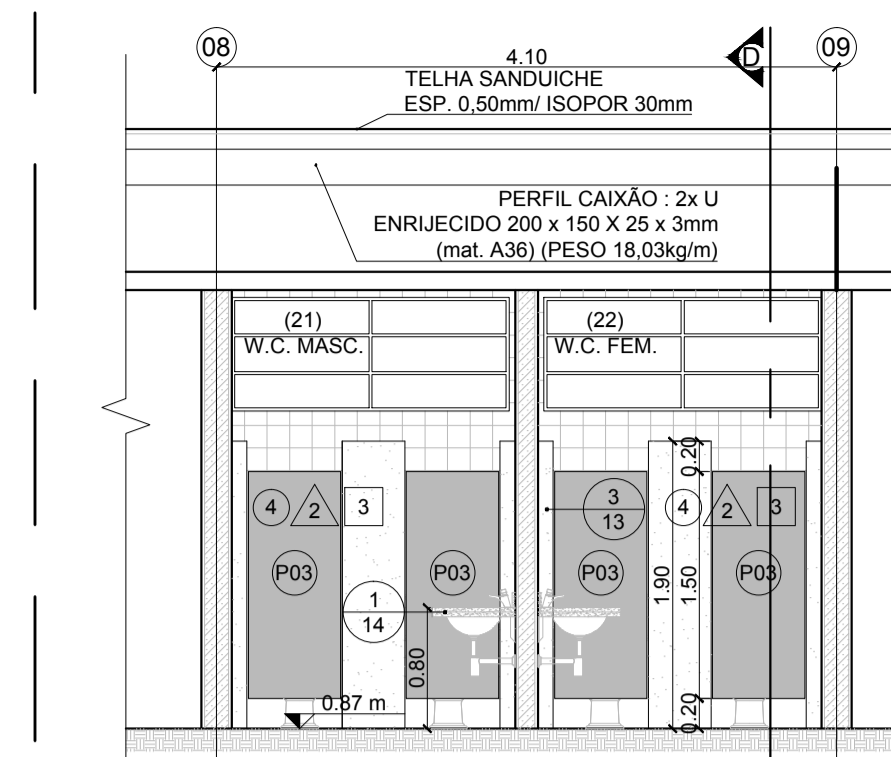 08
4.10
D
09
TELHA SANDUICHE
ESP. 0,50mm/ ISOPOR 30mm
PERFIL CAIXÃO : 2x U
ENRIJECIDO 200 x 150 X 25 x 3mm
(mat. A36) (PESO 18,03kg/m)
(21)
W.C. MASC.
(22)
W.C. FEM.
0.20
4
2
3
3
13
4
2
3
P03
P03
P03
P03
1.90
1.50
1
14
0.80
0.87 m
0.20